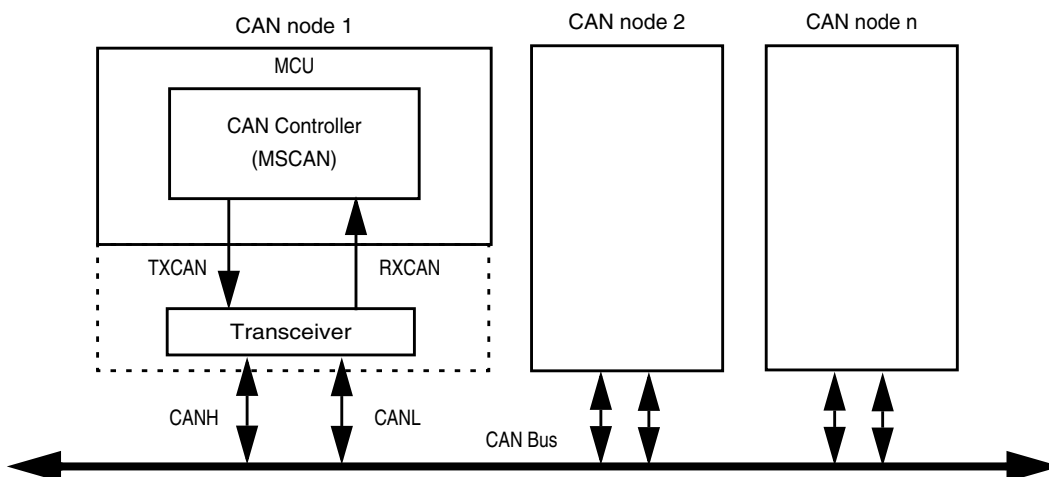 CAN node 1
CAN node 2
CAN node n
MCU
CAN Controller
(MSCAN)
TXCAN
RXCAN
Transceiver
CANH
CANL
CAN Bus